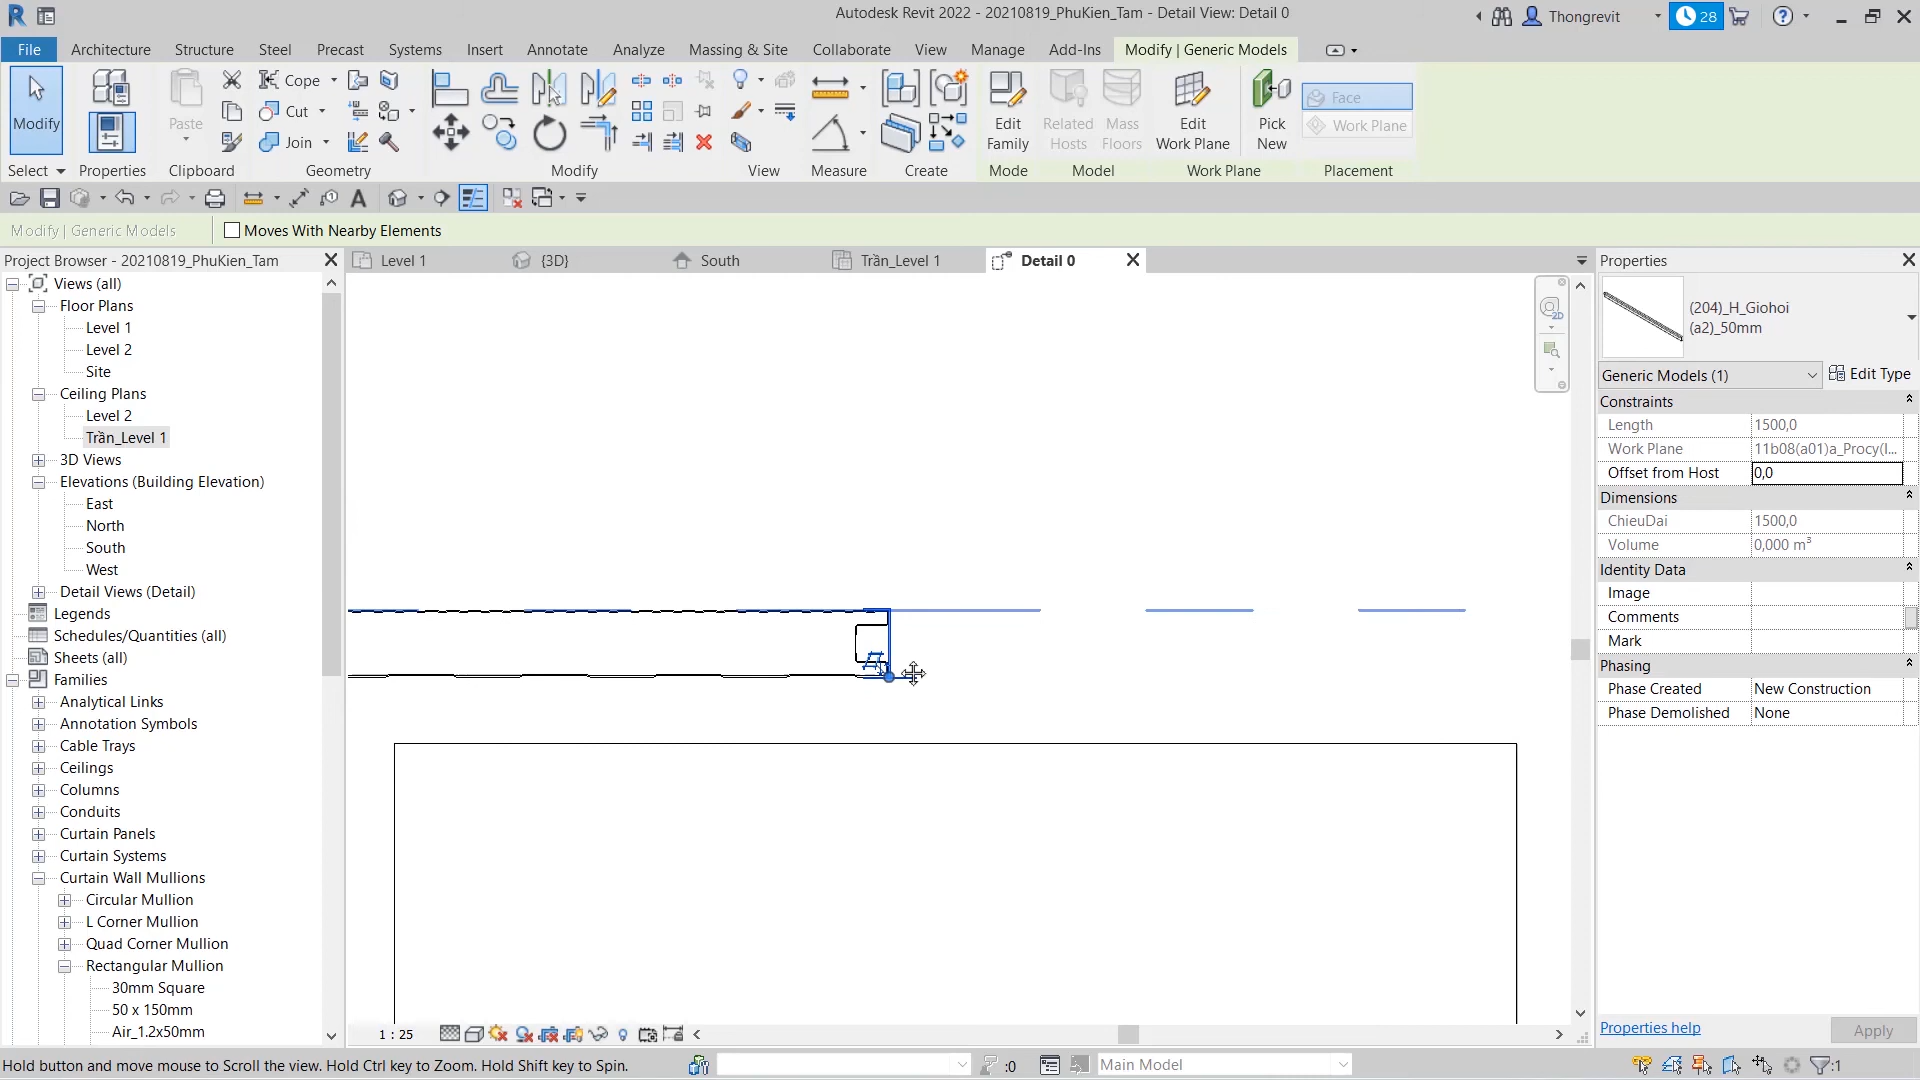 Autodesk Revit 2022 - 20210819_PhuKien_Tam - Detail View: Detail 0
Thongrevit
28
File Architecture Structure Steel Precast Systems Insert Annotate Analyze Massing & Site Collaborate View Manage Add-Ins Modify | Generic Models
Modify
Paste
Cope
Cut
Join
Edit Family
Related Hosts
Mass Floors
Edit Work Plane
Pick New
Face
Work Plane
Select Properties Clipboard Geometry Modify View Measure Create Mode Model Work Plane Placement
Modify | Generic Models
Moves With Nearby Elements
Project Browser - 20210819_PhuKien_Tam
Level 1
{3D}
South
Trần_Level 1
Detail 0
Views (all)
Floor Plans
Level 1
Level 2
Site
Ceiling Plans
Level 2
Trần_Level 1
3D Views
Elevations (Building Elevation)
East
North
South
West
Detail Views (Detail)
Legends
Schedules/Quantities (all)
Sheets (all)
Families
Analytical Links
Annotation Symbols
Cable Trays
Ceilings
Columns
Conduits
Curtain Panels
Curtain Systems
Curtain Wall Mullions
Circular Mullion
L Corner Mullion
Quad Corner Mullion
Rectangular Mullion
30mm Square
50 x 150mm
Air_1.2x50mm
2D
Properties
(204)_H_Giohoi
(a2)_50mm
Generic Models (1)
Edit Type
Constraints
Length 1500,0
Work Plane 11b08(a01)a_Procy(I...
Offset from Host 0,0
Dimensions
ChieuDai 1500,0
Volume 0,000 m³
Identity Data
Image
Comments
Mark
Phasing
Phase Created New Construction
Phase Demolished None
Properties help
Apply
1 : 25
Hold button and move mouse to Scroll the view. Hold Ctrl key to Zoom. Hold Shift key to Spin.
:0
Main Model
:1